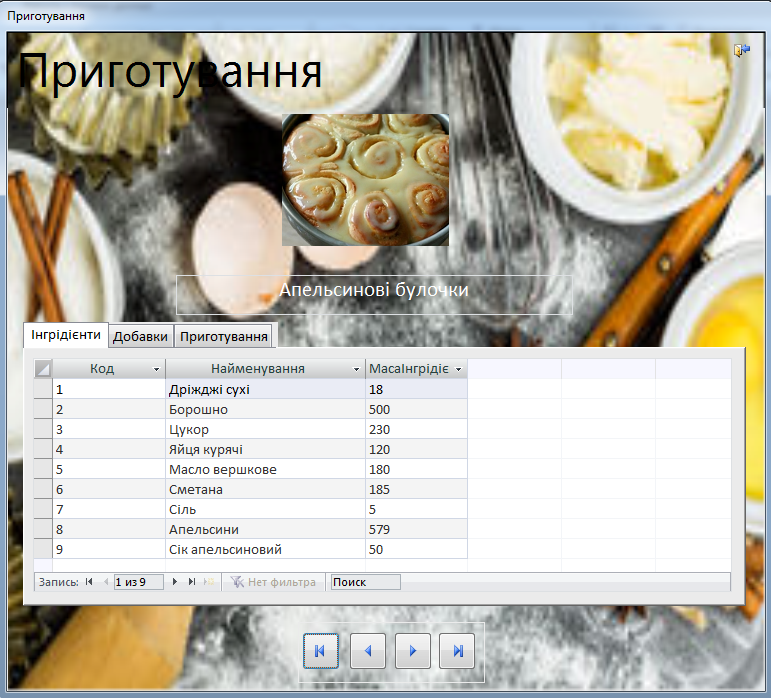 Приготування
Приготування
Апельсинові булочки
Інгрідієнти Добавки Приготування
Код Найменування МасаІнгрідіє
1 Дріжджі сухі 18
2 Борошно 500
3 Цукор 230
4 Яйця курячі 120
5 Масло вершкове 180
6 Сметана 185
7 Сіль 5
8 Апельсини 579
9 Сік апельсиновий 50
Запись: 1 из 9 Нет фильтра Поиск